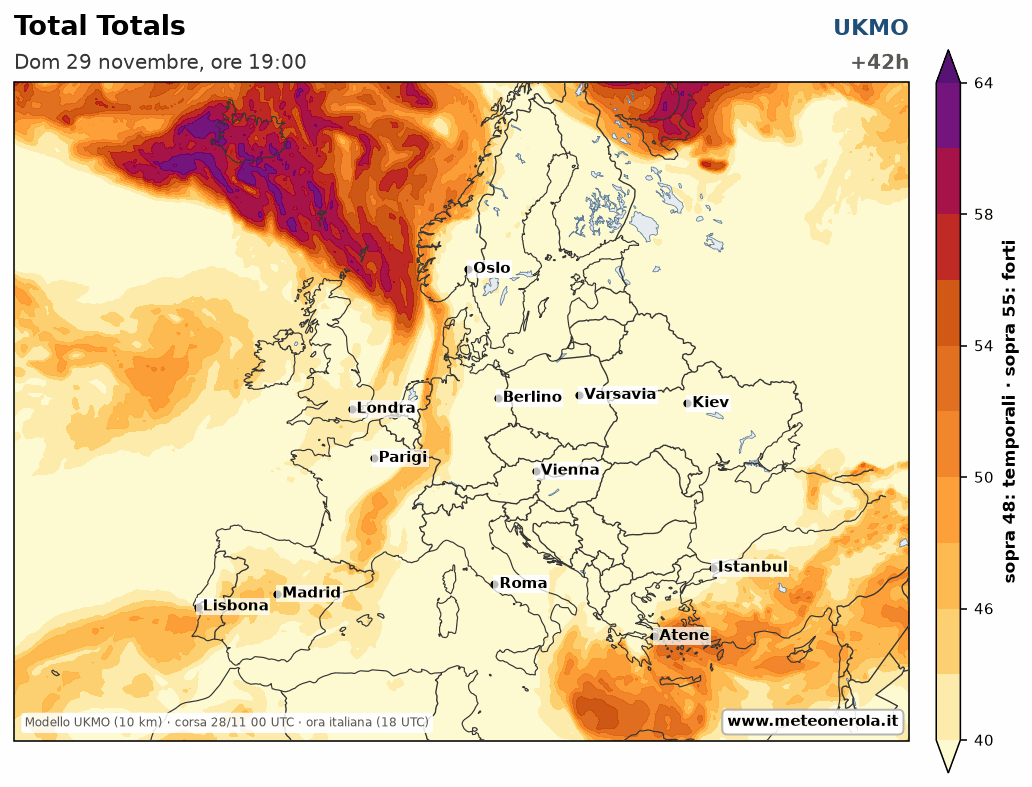 Total Totals
UKMO
Dom 29 novembre, ore 19:00
+42h
64
58
54
50
46
40
sopra 48: temporali · sopra 55: forti
Oslo
Berlino
Varsavia
Kiev
Londra
Parigi
Vienna
Istanbul
Roma
Madrid
Lisbona
Atene
Modello UKMO (10 km) · corsa 28/11 00 UTC · ora italiana (18 UTC)
www.meteonerola.it